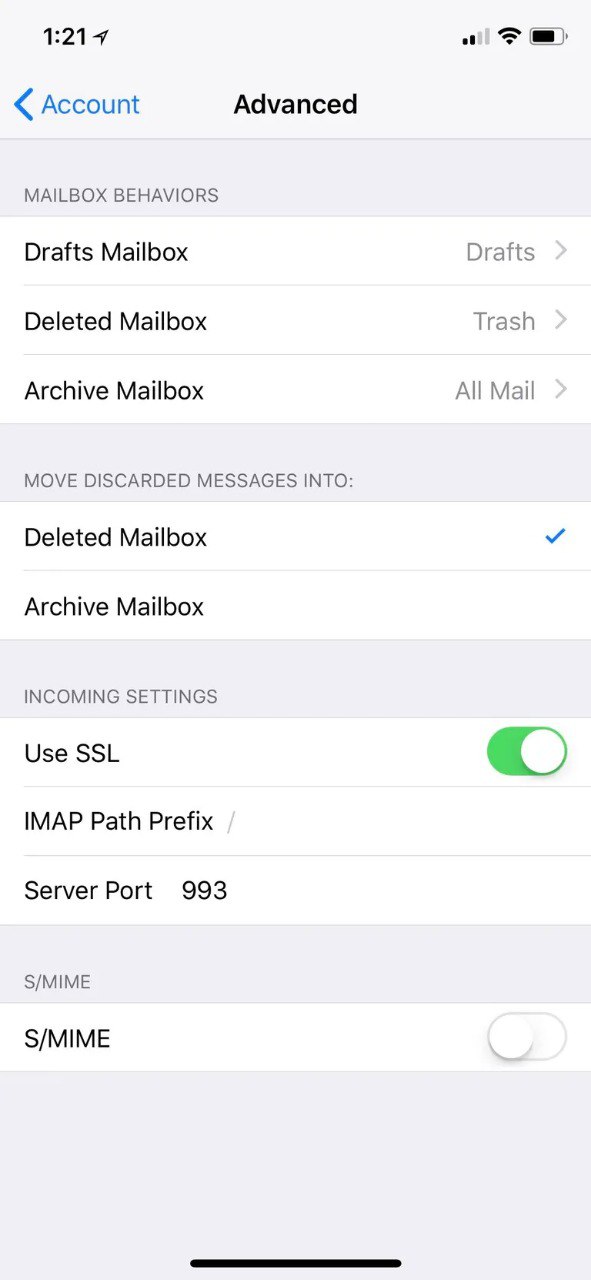 1:21
Account
Advanced
MAILBOX BEHAVIORS
Drafts Mailbox Drafts
Deleted Mailbox Trash
Archive Mailbox All Mail
MOVE DISCARDED MESSAGES INTO:
Deleted Mailbox
Archive Mailbox
INCOMING SETTINGS
Use SSL
IMAP Path Prefix /
Server Port 993
S/MIME
S/MIME